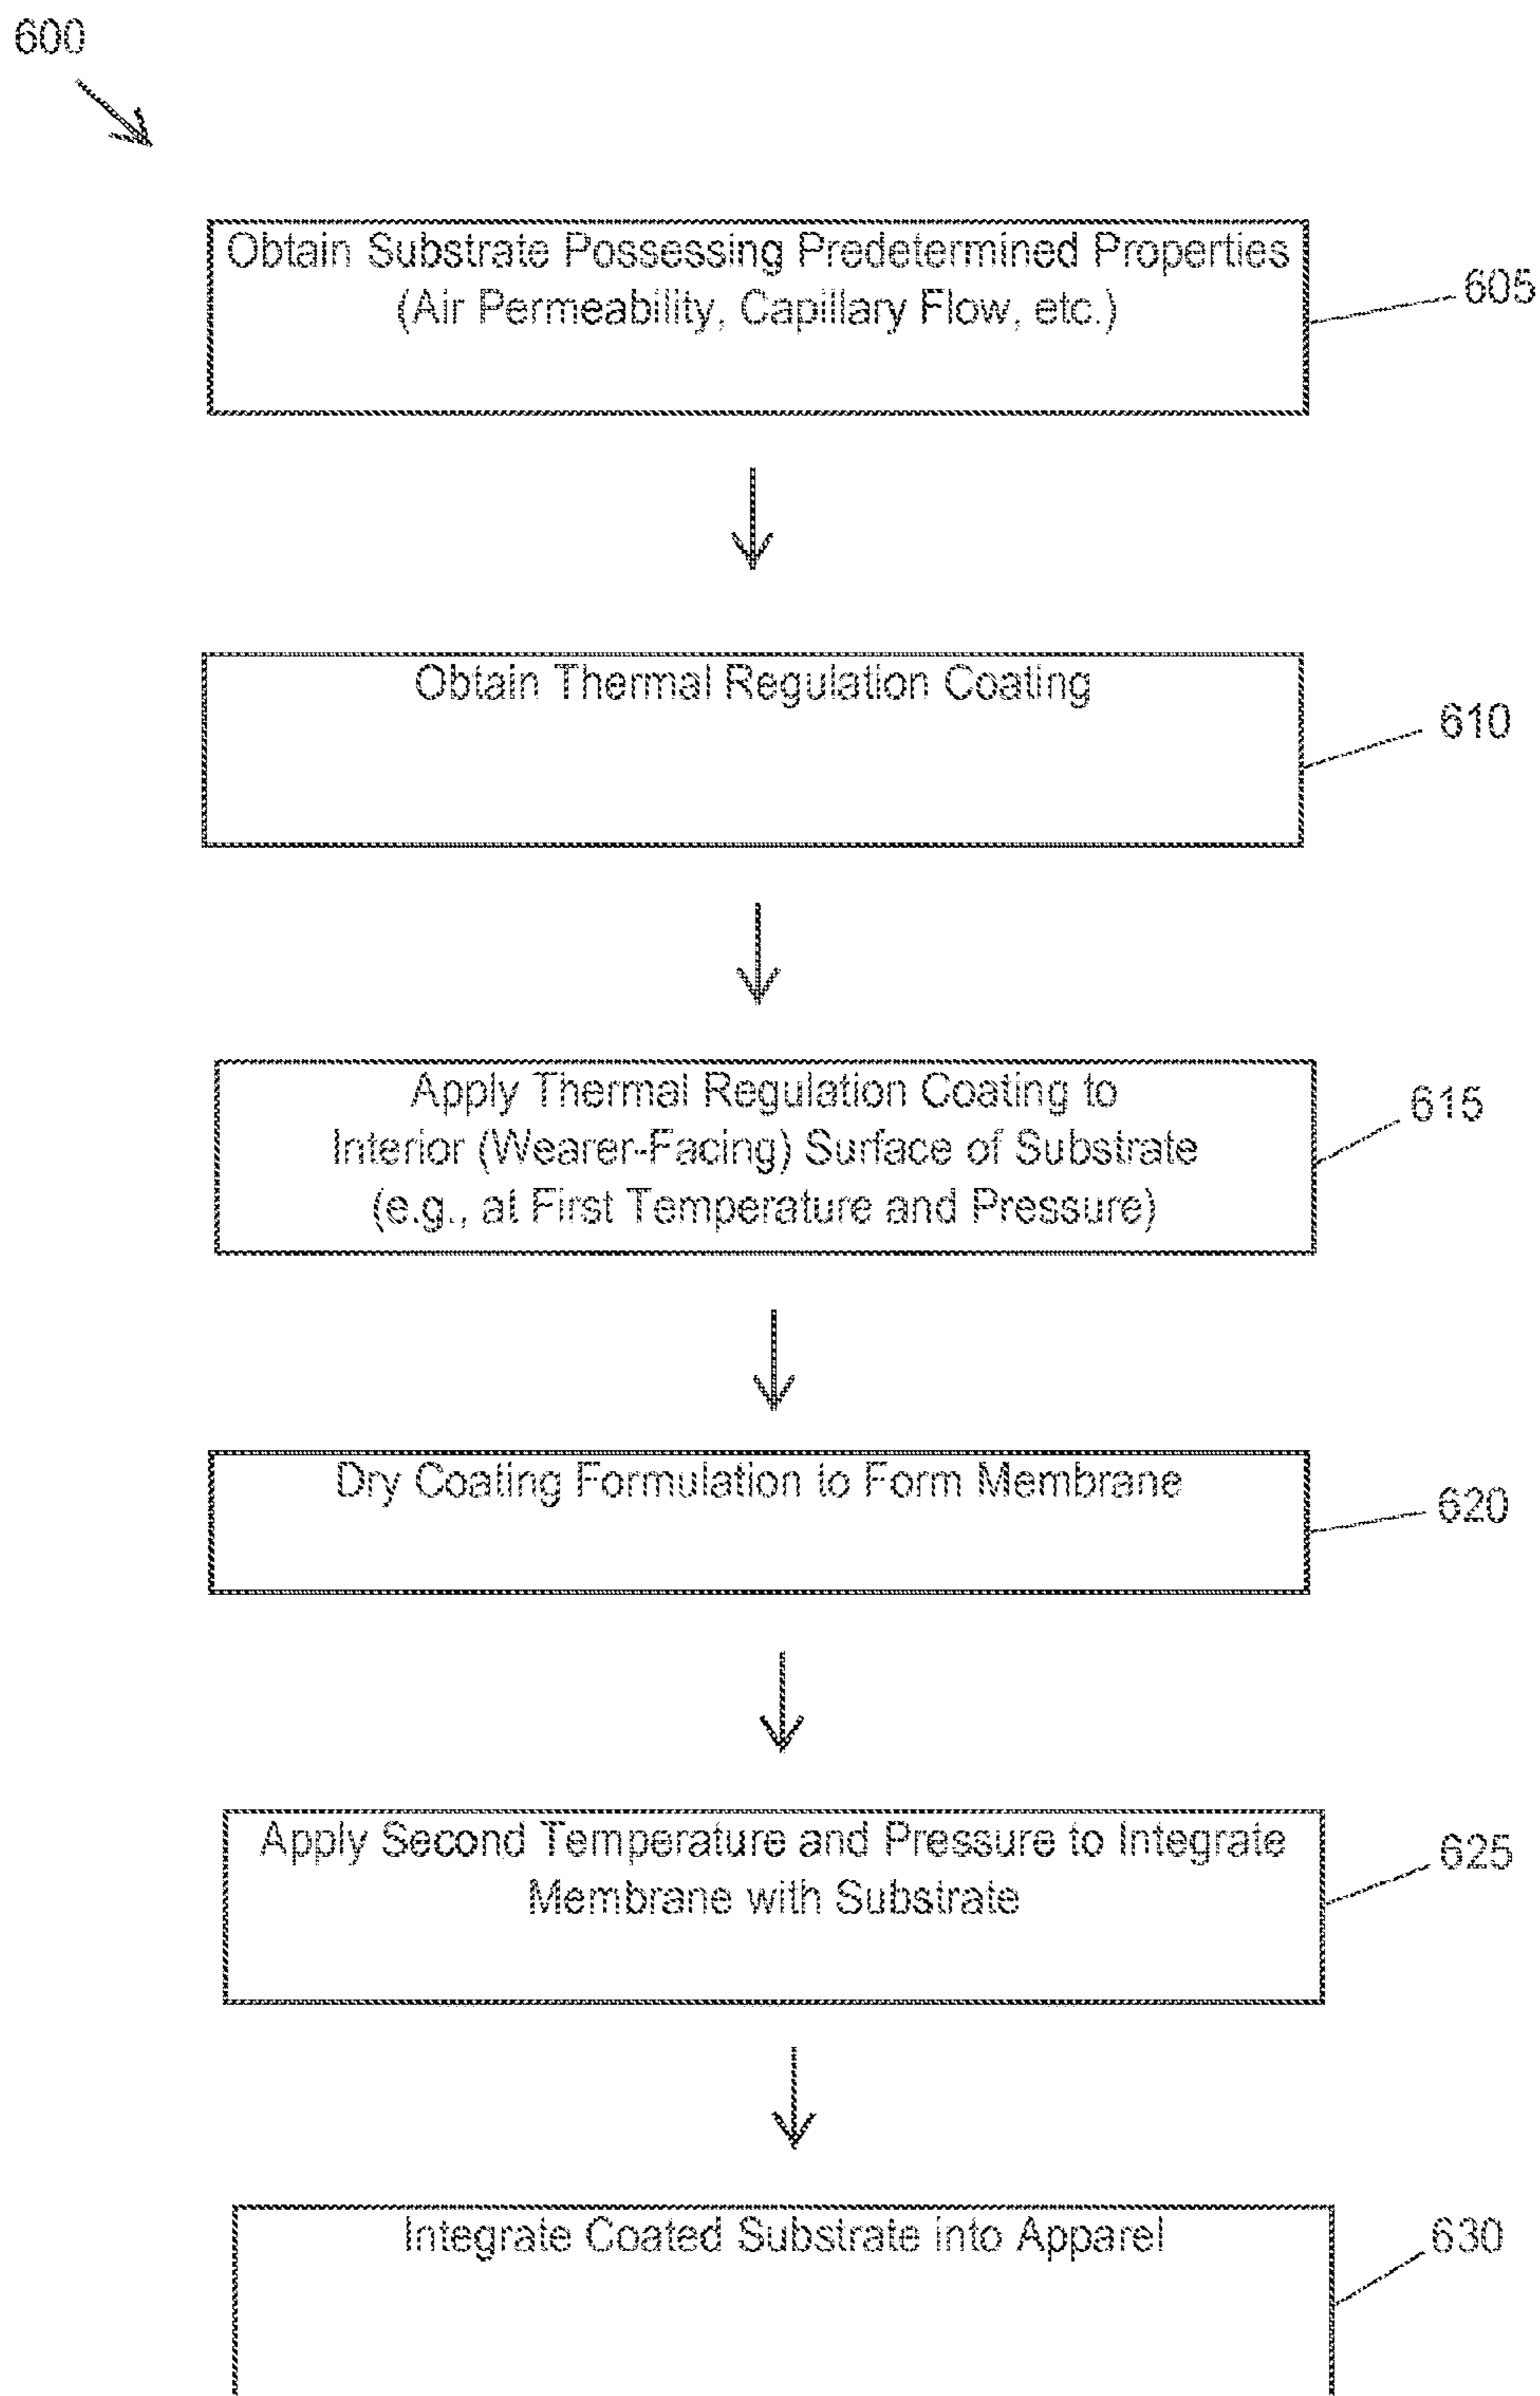 600
Obtain Substrate Possessing Predetermined Properties
(Air Permeability, Capillary Flow, etc.)
605
Obtain Thermal Regulation Coating
610
Apply Thermal Regulation Coating to
Interior (Wearer-Facing) Surface of Substrate
(e.g., at First Temperature and Pressure)
615
Dry Coating Formulation to Form Membrane
620
Apply Second Temperature and Pressure to Integrate
Membrane with Substrate
625
Integrate Coated Substrate into Apparel
630